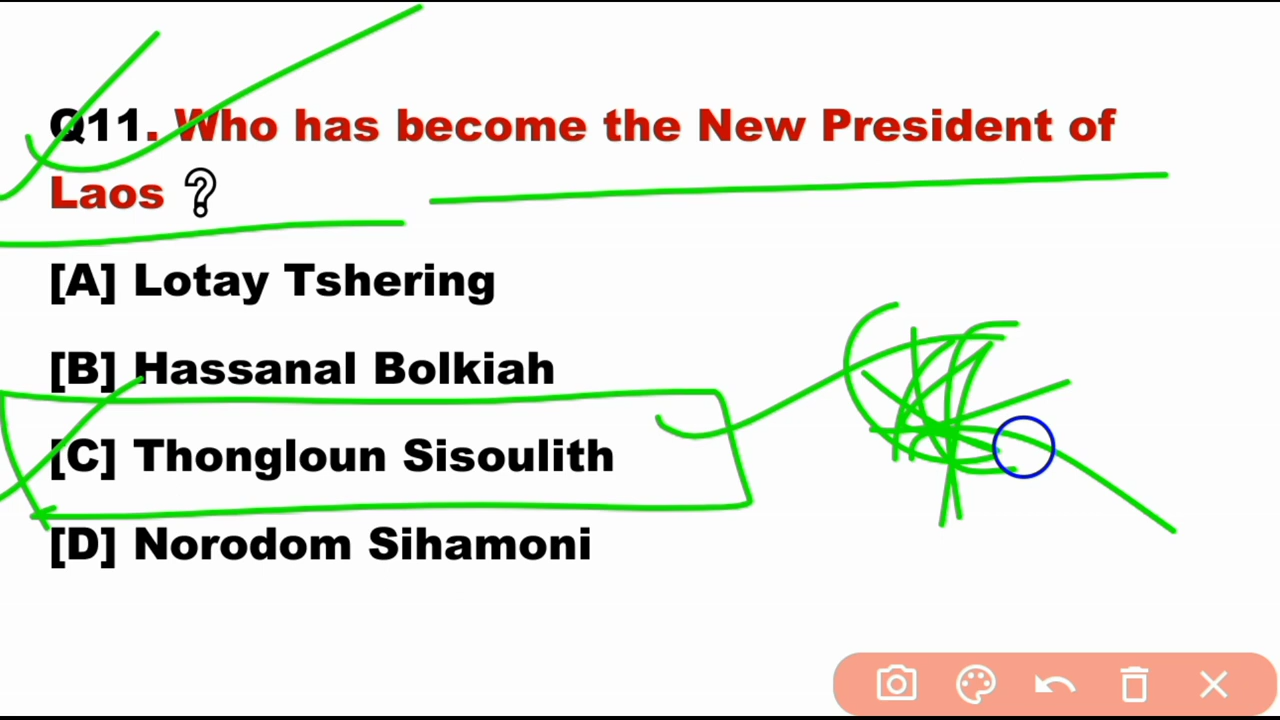 Q11. Who has become the New President of
Laos ?
[A] Lotay Tshering
[B] Hassanal Bolkiah
[C] Thongloun Sisoulith
[D] Norodom Sihamoni